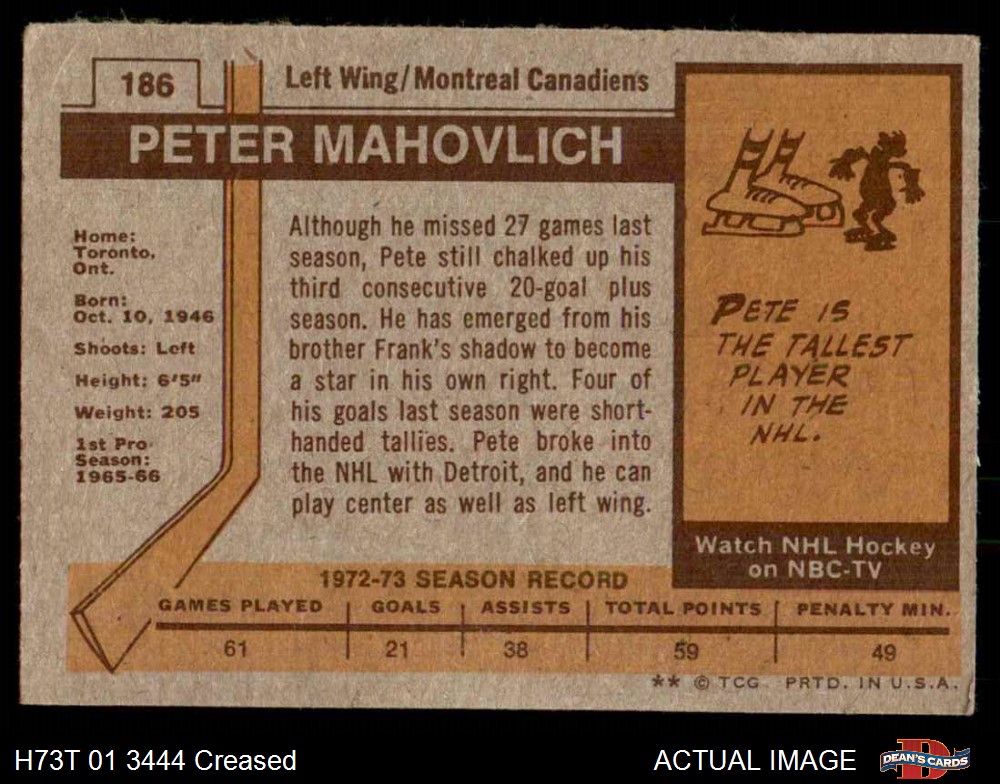 186
Left Wing/Montreal Canadiens
PETER MAHOVLICH
Home:
Toronto,
Ont.
Born:
Oct. 10, 1946
Shoots: Left
Height: 6'5"
Weight: 205
1st Pro
Season:
1965-66
Although he missed 27 games last
season, Pete still chalked up his
third consecutive 20-goal plus
season. He has emerged from his
brother Frank's shadow to become
a star in his own right. Four of
his goals last season were short-
handed tallies. Pete broke into
the NHL with Detroit, and he can
play center as well as left wing.
PETE IS
THE TALLEST
PLAYER
IN THE
NHL.
Watch NHL Hockey
on NBC-TV
1972-73 SEASON RECORD
GAMES PLAYED GOALS ASSISTS TOTAL POINTS PENALTY MIN.
61 21 38 59 49
** © TCG PRTD. IN U.S.A.
H73T 01 3444 Creased
ACTUAL IMAGE
D
DEAN'S CARDS